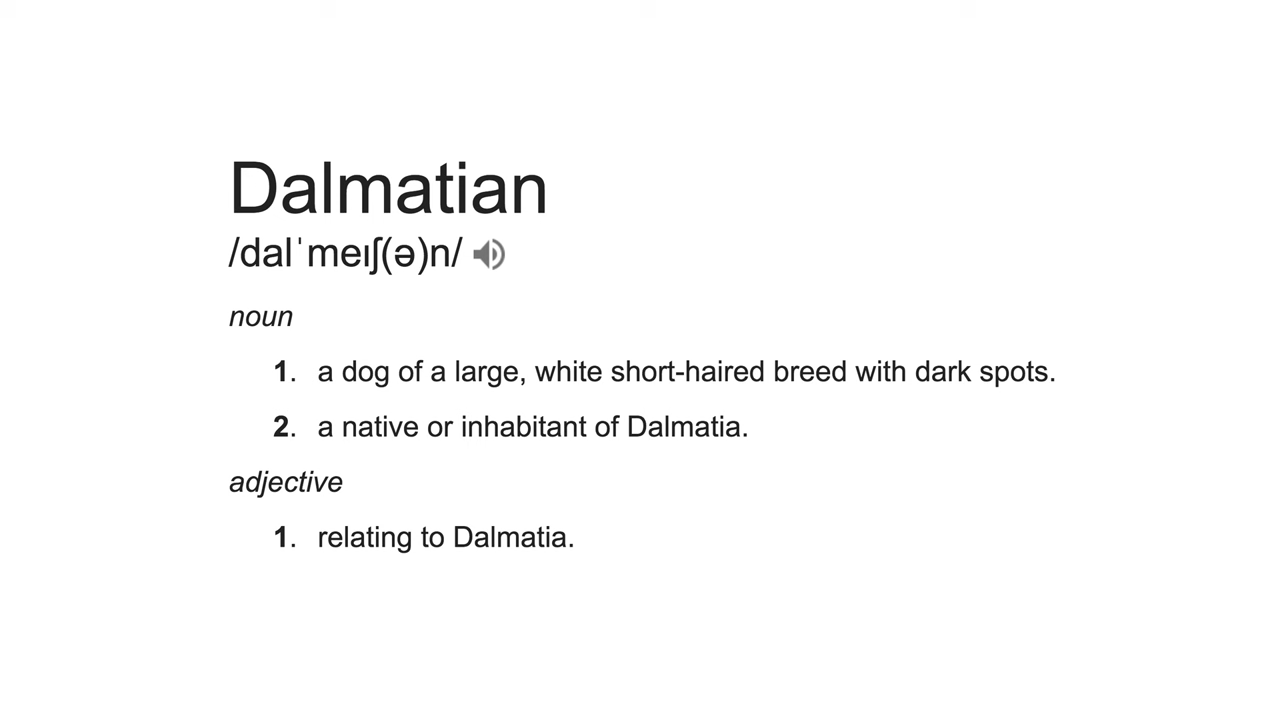 Dalmatian
/dalˈmeɪʃ(ə)n/
noun
1. a dog of a large, white short-haired breed with dark spots.
2. a native or inhabitant of Dalmatia.
adjective
1. relating to Dalmatia.